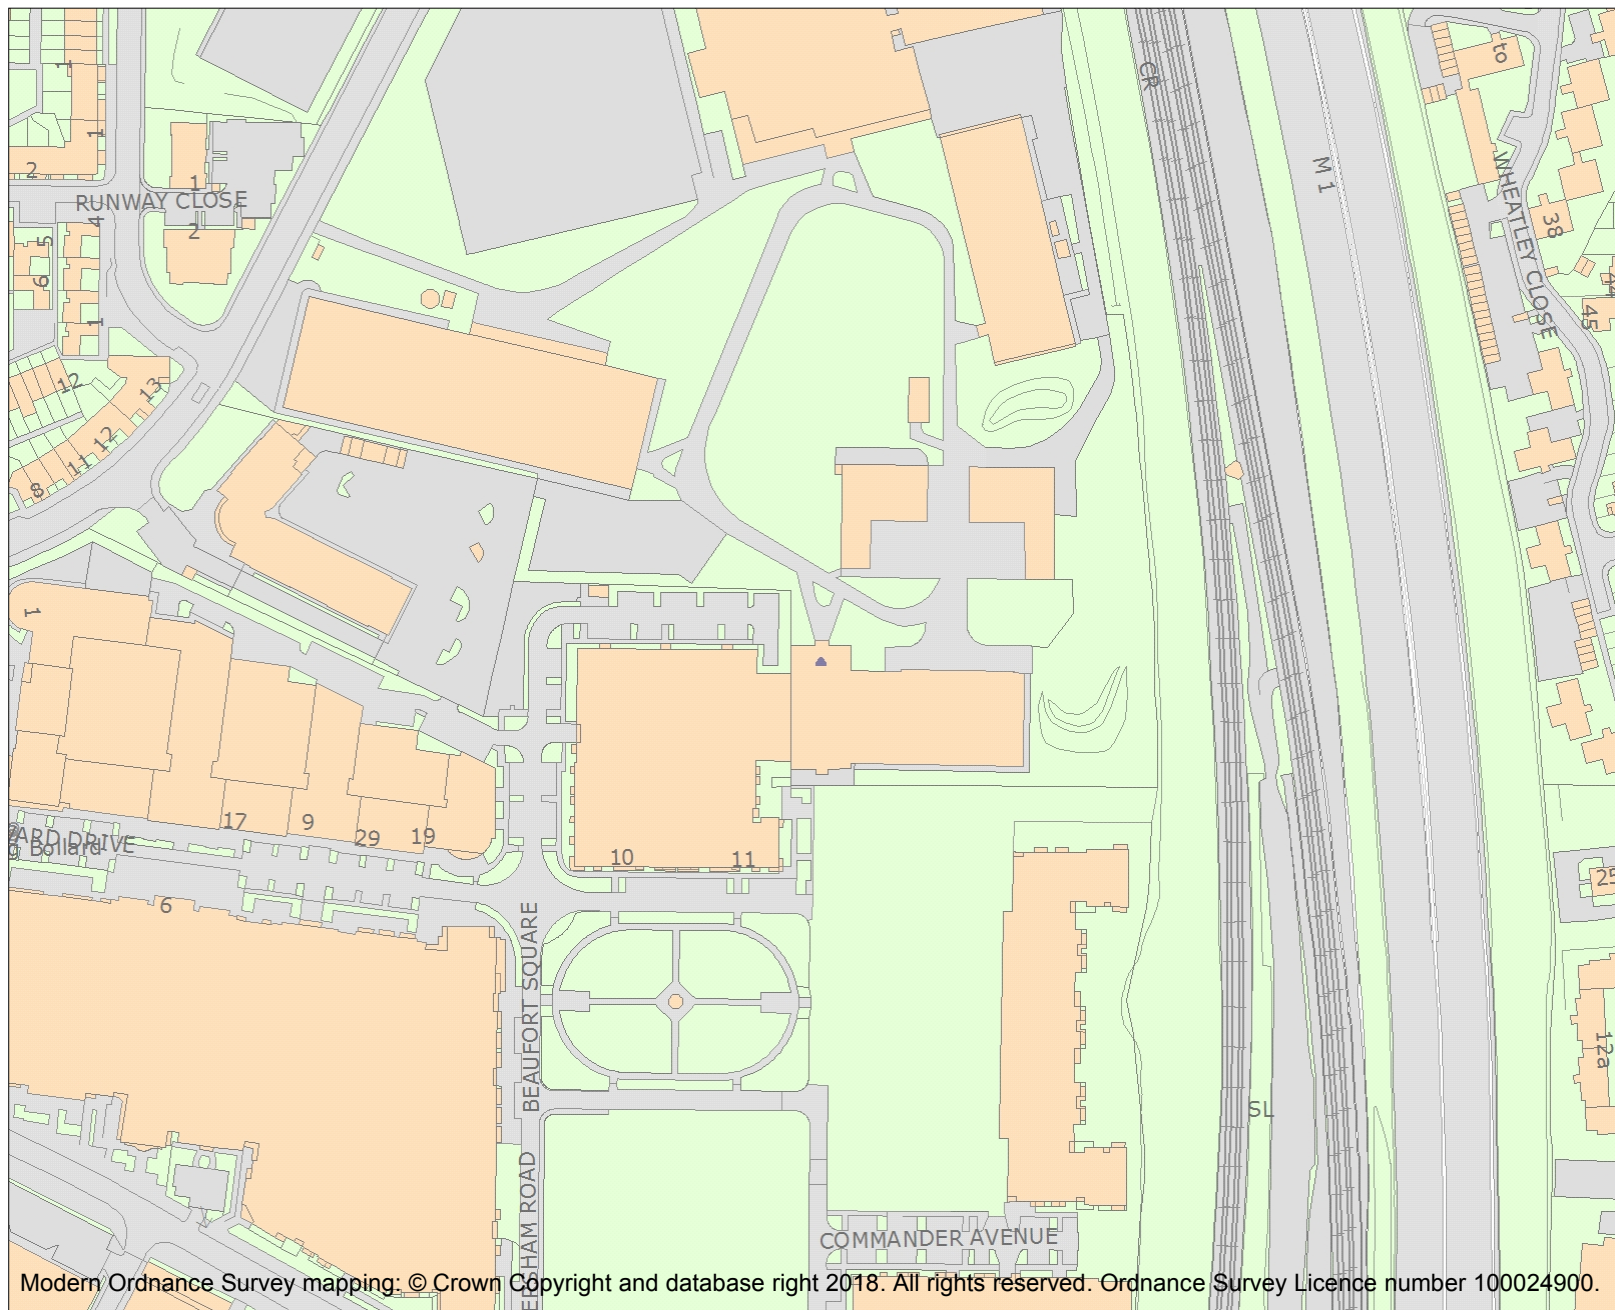 1
CR
to
1
M 1
WHEATLEY CLOSE
2
1
RUNWAY CLOSE
4
38
2
5
6
1
44
45
12
13
12
11
8
1
17
9
29
19
ARD DRIVE
g Bollard
10
11
25
6
BEAUFORT SQUARE
12a
SL
ERSHAM ROAD
COMMANDER AVENUE
Modern Ordnance Survey mapping: © Crown Copyright and database right 2018. All rights reserved. Ordnance Survey Licence number 100024900.